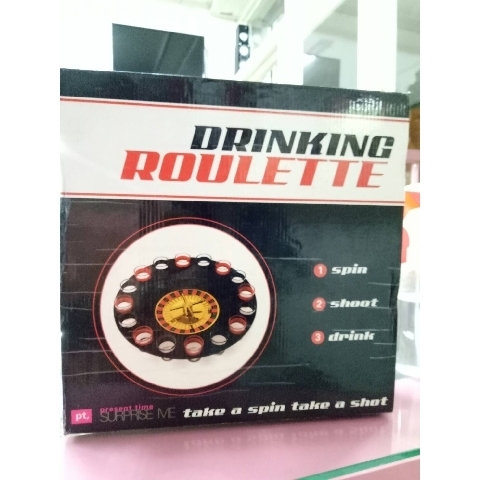 DRINKING
ROULETTE
1 spin
2 shoot
3 drink
pt,
present time
SURPRISE ME
take a spin take a shot